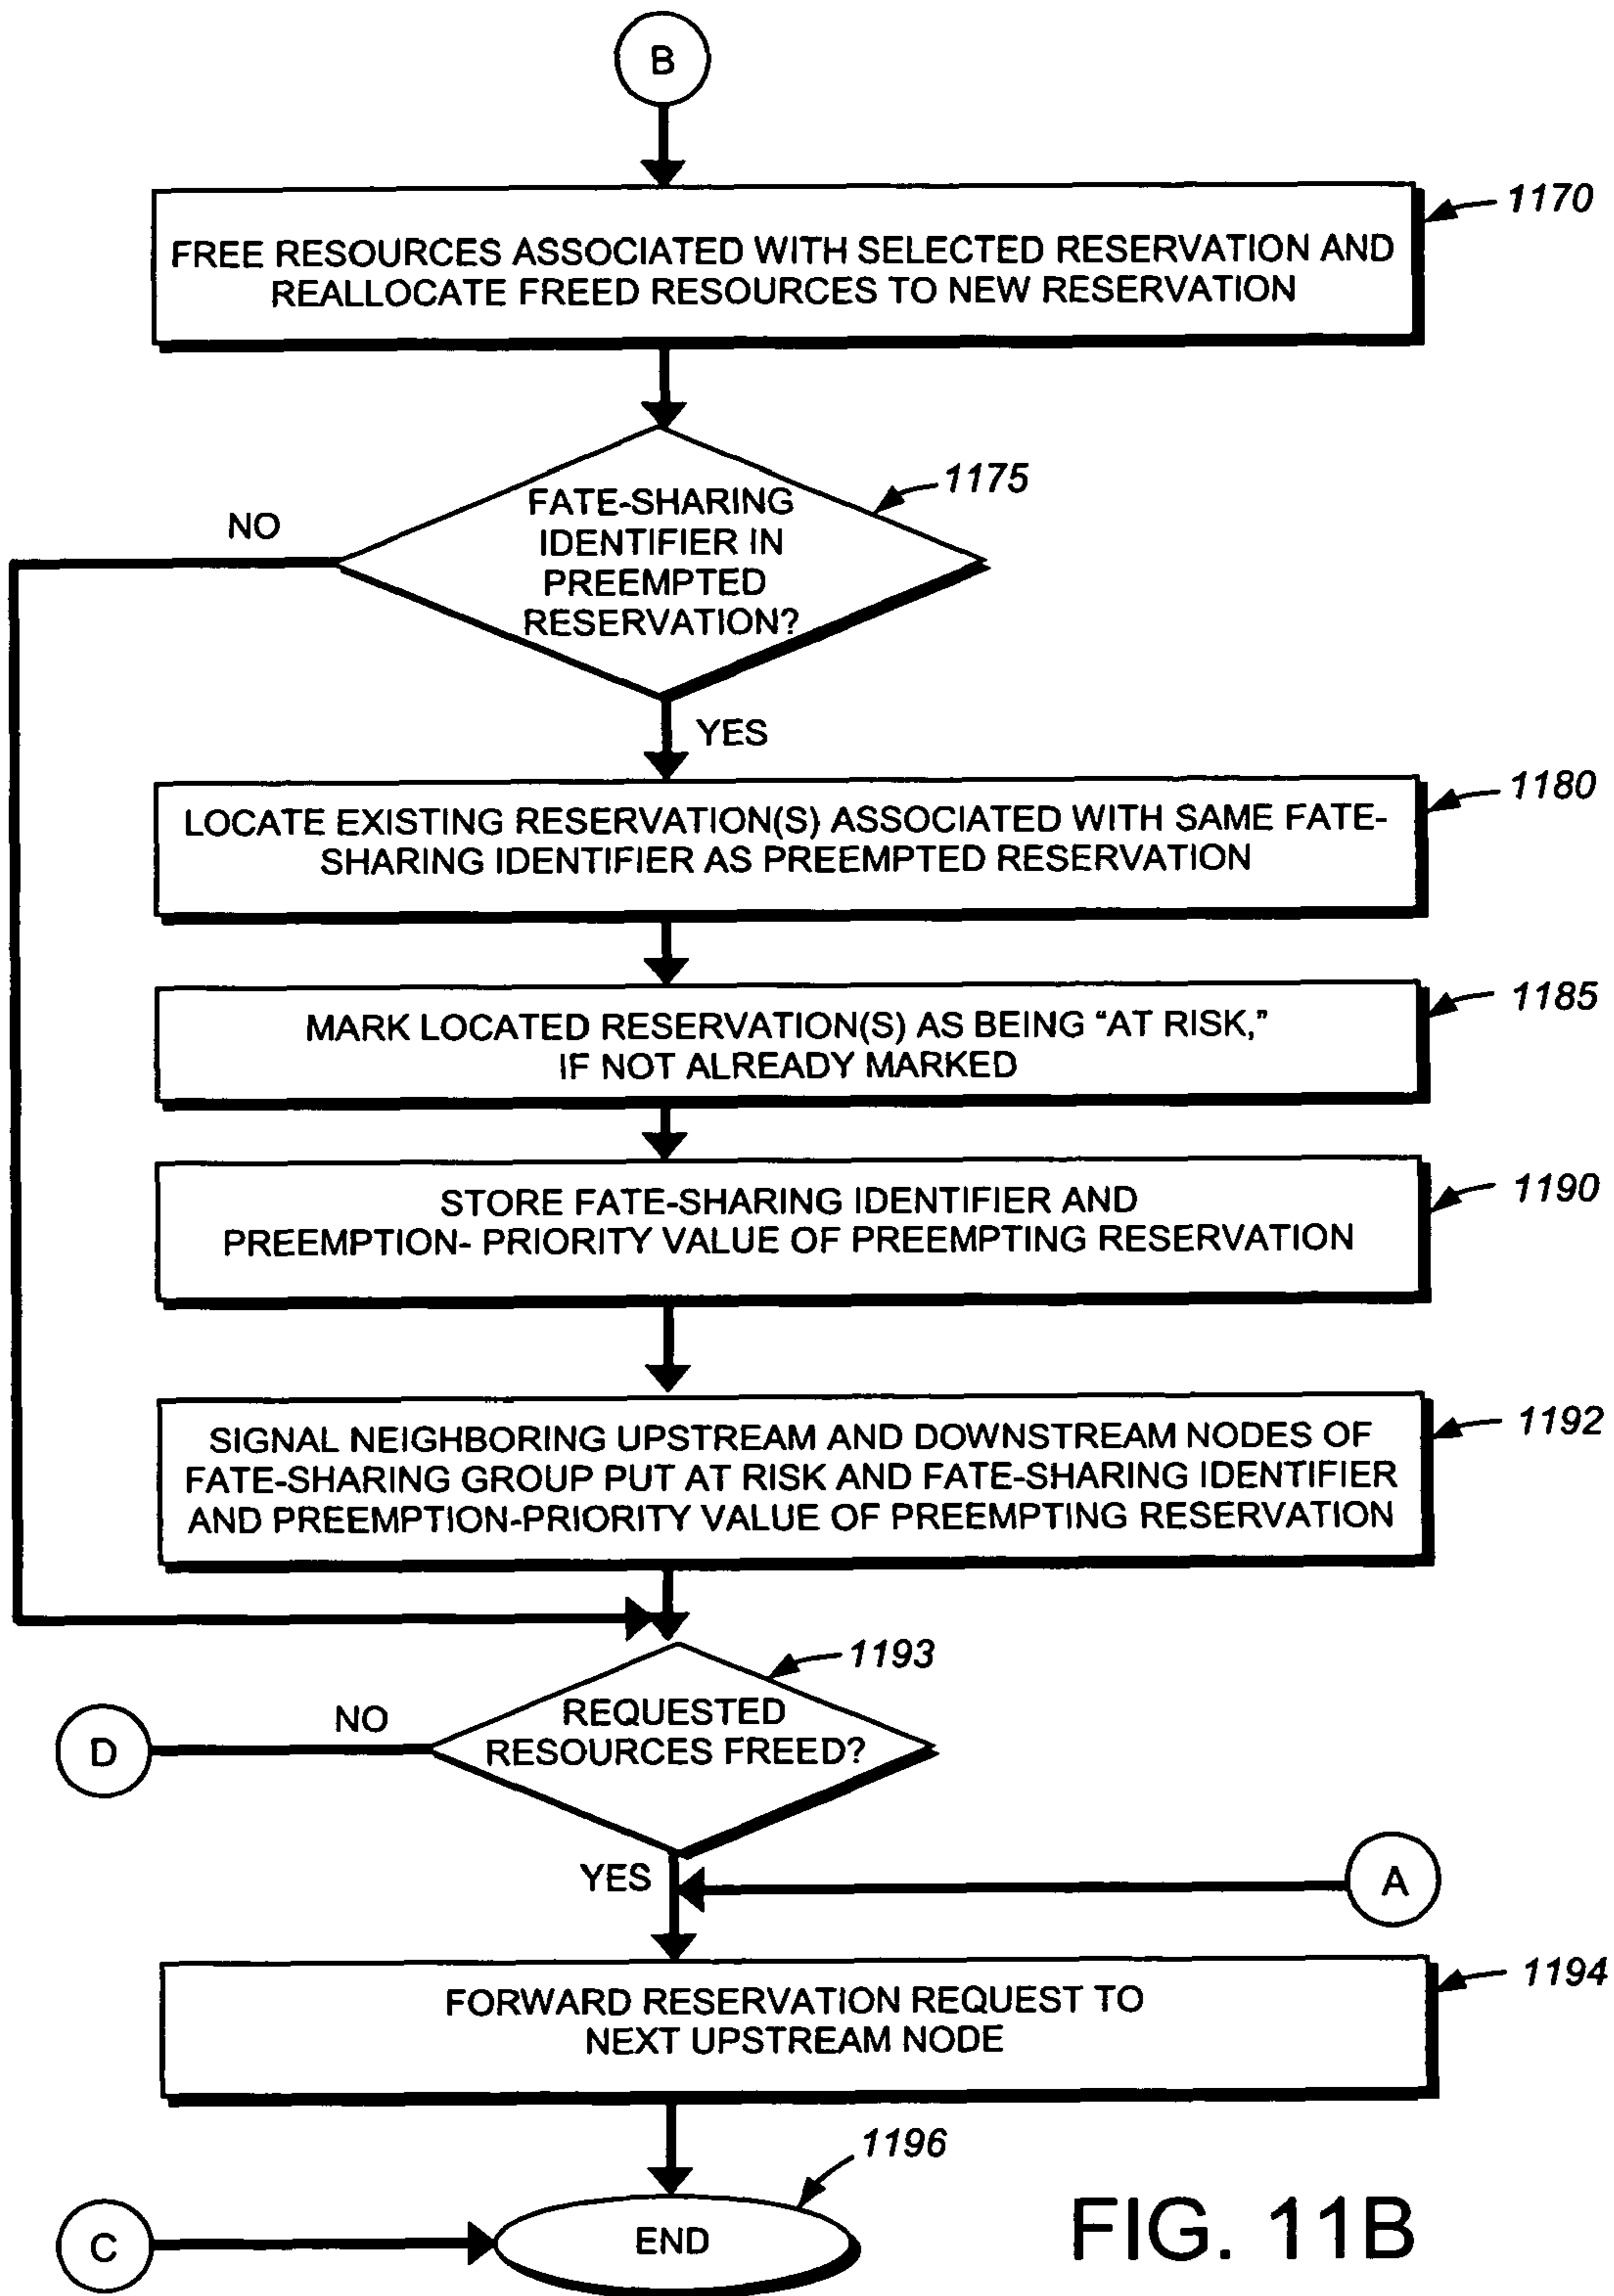 B
1170
FREE RESOURCES ASSOCIATED WITH SELECTED RESERVATION AND
REALLOCATE FREED RESOURCES TO NEW RESERVATION
1175
NO
FATE-SHARING
IDENTIFIER IN
PREEMPTED
RESERVATION?
YES
1180
LOCATE EXISTING RESERVATION(S) ASSOCIATED WITH SAME FATE-
SHARING IDENTIFIER AS PREEMPTED RESERVATION
1185
MARK LOCATED RESERVATION(S) AS BEING “AT RISK,”
IF NOT ALREADY MARKED
1190
STORE FATE-SHARING IDENTIFIER AND
PREEMPTION- PRIORITY VALUE OF PREEMPTING RESERVATION
1192
SIGNAL NEIGHBORING UPSTREAM AND DOWNSTREAM NODES OF
FATE-SHARING GROUP PUT AT RISK AND FATE-SHARING IDENTIFIER
AND PREEMPTION-PRIORITY VALUE OF PREEMPTING RESERVATION
1193
NO
REQUESTED
RESOURCES FREED?
D
YES
A
1194
FORWARD RESERVATION REQUEST TO
NEXT UPSTREAM NODE
1196
C
END
FIG. 11B